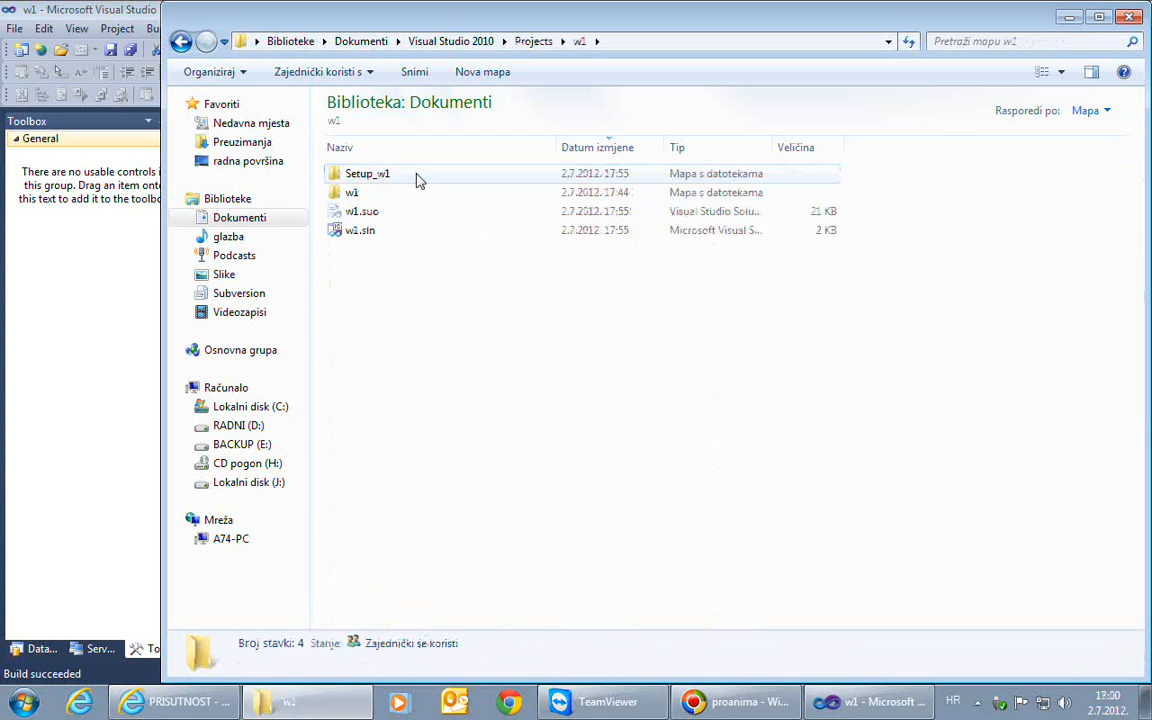 w1 - Microsoft Visual Studio
File Edit View Project Bu
Toolbox
General
There are no usable controls i
this group. Drag an item onto
this text to add it to the toolbo
Data... Serv... To
Build succeeded
Biblioteke Dokumenti Visual Studio 2010 Projects w1
Pretraži mapu w1
Organiziraj Zajednički koristi s Snimi Nova mapa
Biblioteka: Dokumenti
w1
Rasporedi po: Mapa
Favoriti
Nedavna mjesta
Preuzimanja
radna površina
Biblioteke
Dokumenti
glazba
Podcasts
Slike
Subversion
Videozapisi
Osnovna grupa
Računalo
Lokalni disk (C:)
RADNI (D:)
BACKUP (E:)
CD pogon (H:)
Lokalni disk (J:)
Mreža
A74-PC
Naziv Datum izmjene Tip Veličina
Setup_w1 2.7.2012. 17:55 Mapa s datotekama
w1 2.7.2012. 17:44 Mapa s datotekama
w1.suo 2.7.2012. 17:55 Visual Studio Solu... 21 KB
w1.sln 2.7.2012. 17:55 Microsoft Visual S... 2 KB
Broj stavki: 4 Stanje: Zajednički se koristi
PRISUTNOST - ... w1 TeamViewer proanima - Wi... w1 - Microsoft ... HR 18:00
2.7.2012.